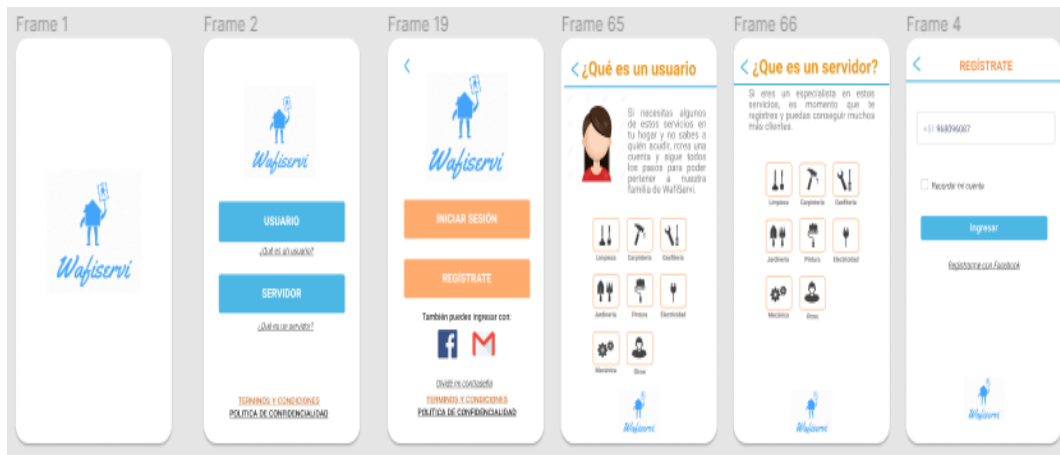 Frame 1
Wafiservi
Frame 2
Wafiservi
USUARIO
¿Qué es un usuario?
SERVIDOR
¿Qué es un servidor?
TERMINOS Y CONDICIONES
POLITICA DE CONFIDENCIALIDAD
Frame 19
Wafiservi
INICIAR SESIÓN
REGÍSTRATE
También puedes ingresar con:
Olvidé mi contraseña
TERMINOS Y CONDICIONES
POLITICA DE CONFIDENCIALIDAD
Frame 65
¿Qué es un usuario
Si necesitas algunos
de estos servicios en
tu hogar y no sabes a
quién acudir, crea una
cuenta y sigue todos
los pasos para poder
pertenecer a nuestra
familia de WafiServi.
Limpieza Carpintería Gasfitería
Jardinería Pintura Electricidad
Mecánica Otros
Wafiservi
Frame 66
¿Que es un servidor?
Si eres un especialista en estos
servicios, es momento que te
registres y puedas conseguir muchos
más clientes.
Limpieza Carpintería Gasfitería
Jardinería Pintura Electricidad
Mecánica Otros
Wafiservi
Frame 4
REGÍSTRATE
+51 968096087
Recordar mi cuenta
Ingresar
Registrarme con Facebook
Wafiservi